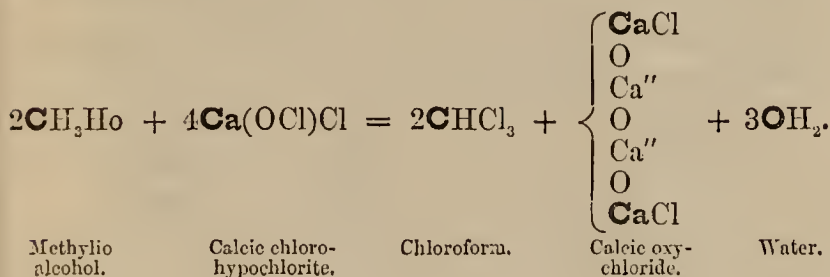 CaCl
O
Ca″
2CH₃Ho + 4Ca(OCl)Cl = 2CHCl₃ + { O + 3OH₂.
Ca″
O
CaCl
Methylic Calcic chloro- Chloroform. Calcic oxy- Water.
alcohol. hypochlorite. chloride.